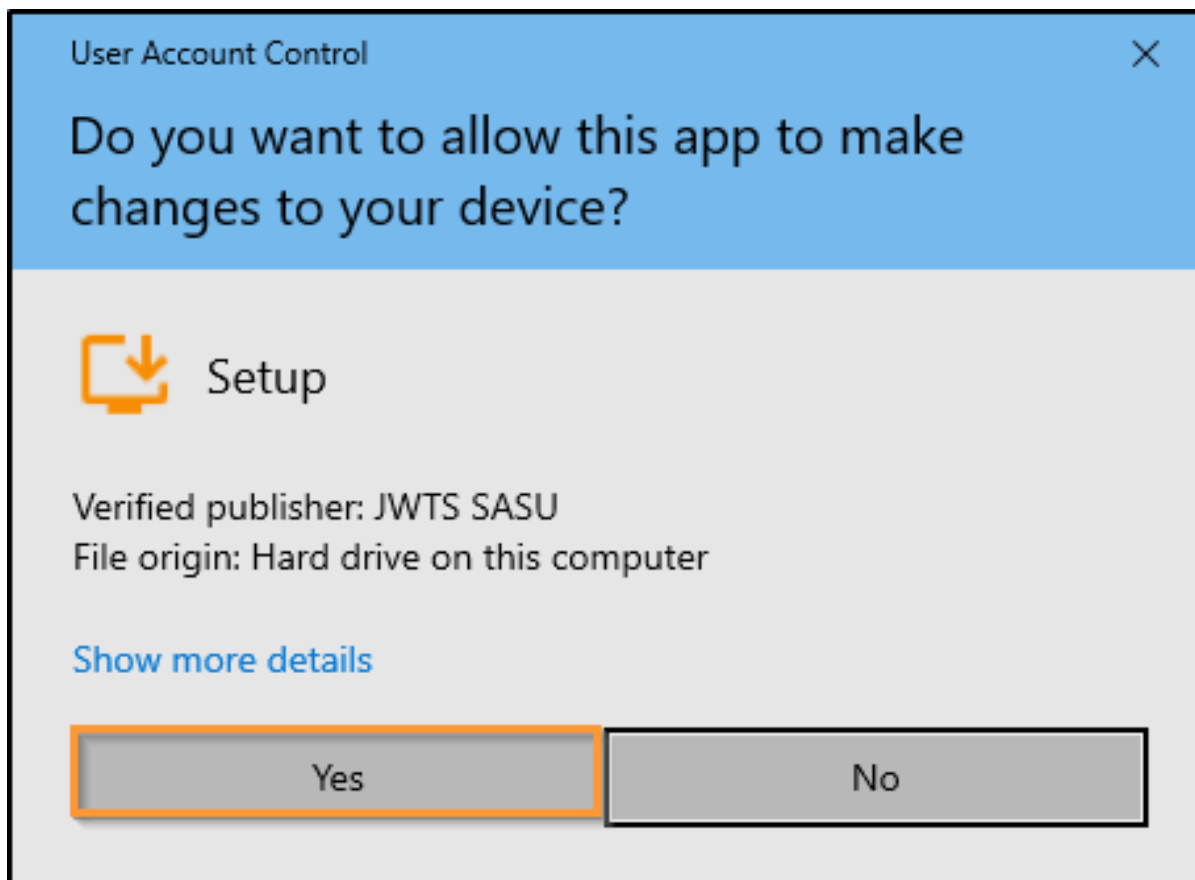 User Account Control
Do you want to allow this app to make
changes to your device?
Setup
Verified publisher: JWTS SASU
File origin: Hard drive on this computer
Show more details
Yes
No